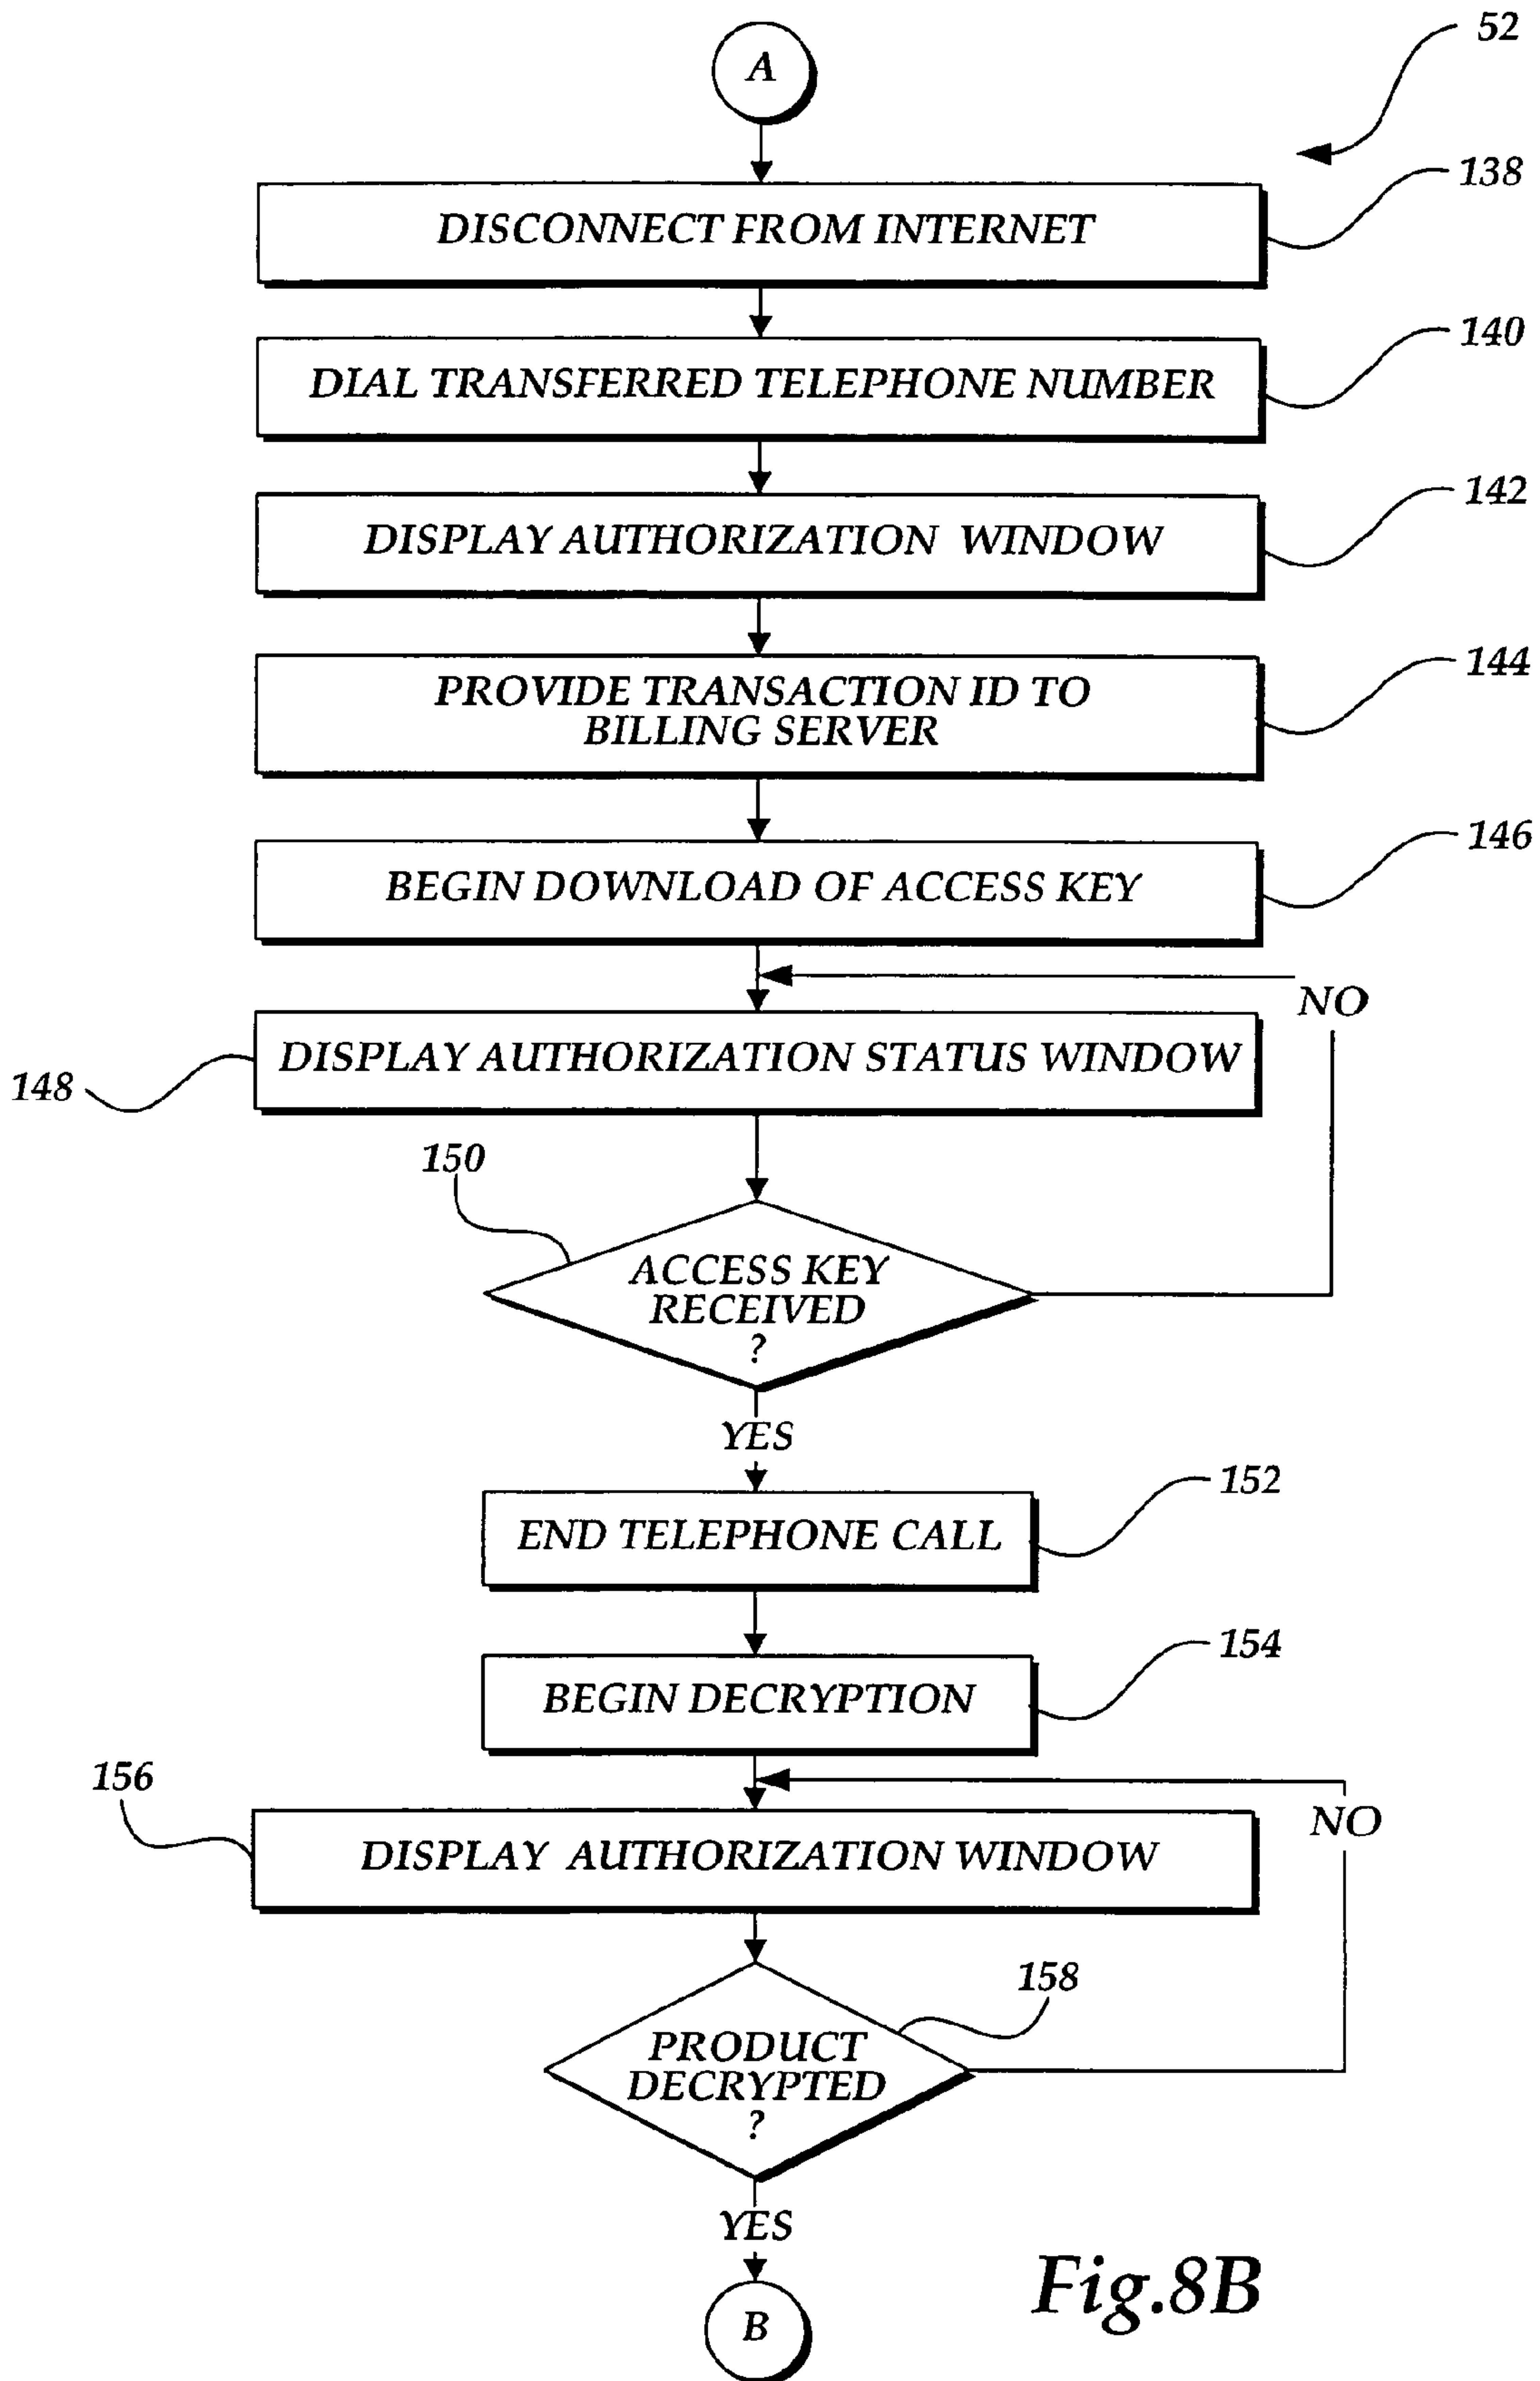 A
52
138
DISCONNECT FROM INTERNET
140
DIAL TRANSFERRED TELEPHONE NUMBER
142
DISPLAY AUTHORIZATION WINDOW
144
PROVIDE TRANSACTION ID TO
BILLING SERVER
146
BEGIN DOWNLOAD OF ACCESS KEY
NO
DISPLAY AUTHORIZATION STATUS WINDOW
148
150
ACCESS KEY
RECEIVED
?
YES
152
END TELEPHONE CALL
154
BEGIN DECRYPTION
156
NO
DISPLAY AUTHORIZATION WINDOW
158
PRODUCT
DECRYPTED
?
YES
B
Fig.8B